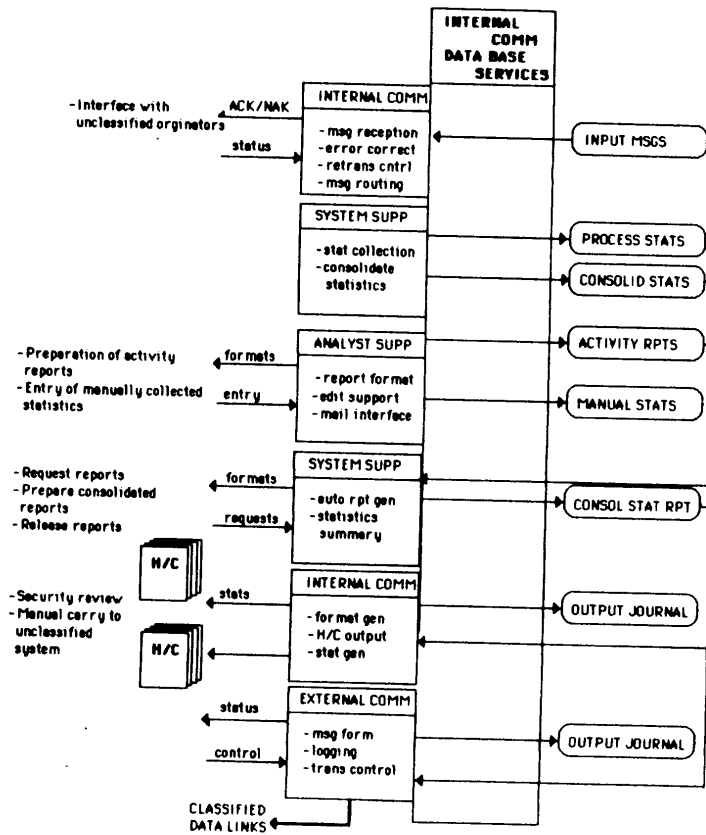 INTERNAL
COMM
DATA BASE
SERVICES
INTERNAL COMM
- Interface with
unclassified orginators
ACK/NAK
status
- msg reception
- error correct
- retrans cntrl
- msg routing
INPUT MSGS
SYSTEM SUPP
- stat collection
- consolidate
statistics
PROCESS STATS
CONSOLID STATS
ANALYST SUPP
- Preparation of activity
reports
- Entry of manually collected
statistics
formats
entry
- report format
- edit support
- mail interface
ACTIVITY RPTS
MANUAL STATS
SYSTEM SUPP
- Request reports
- Prepare consolidated
reports
- Release reports
formats
requests
- auto rpt gen
- statistics
summary
CONSOL STAT RPT
H/C
INTERNAL COMM
- Security review
- Manual carry to
unclassified
system
stats
H/C
- format gen
- H/C output
- stat gen
OUTPUT JOURNAL
EXTERNAL COMM
status
control
- msg form
- logging
- trans control
OUTPUT JOURNAL
CLASSIFIED
DATA LINKS